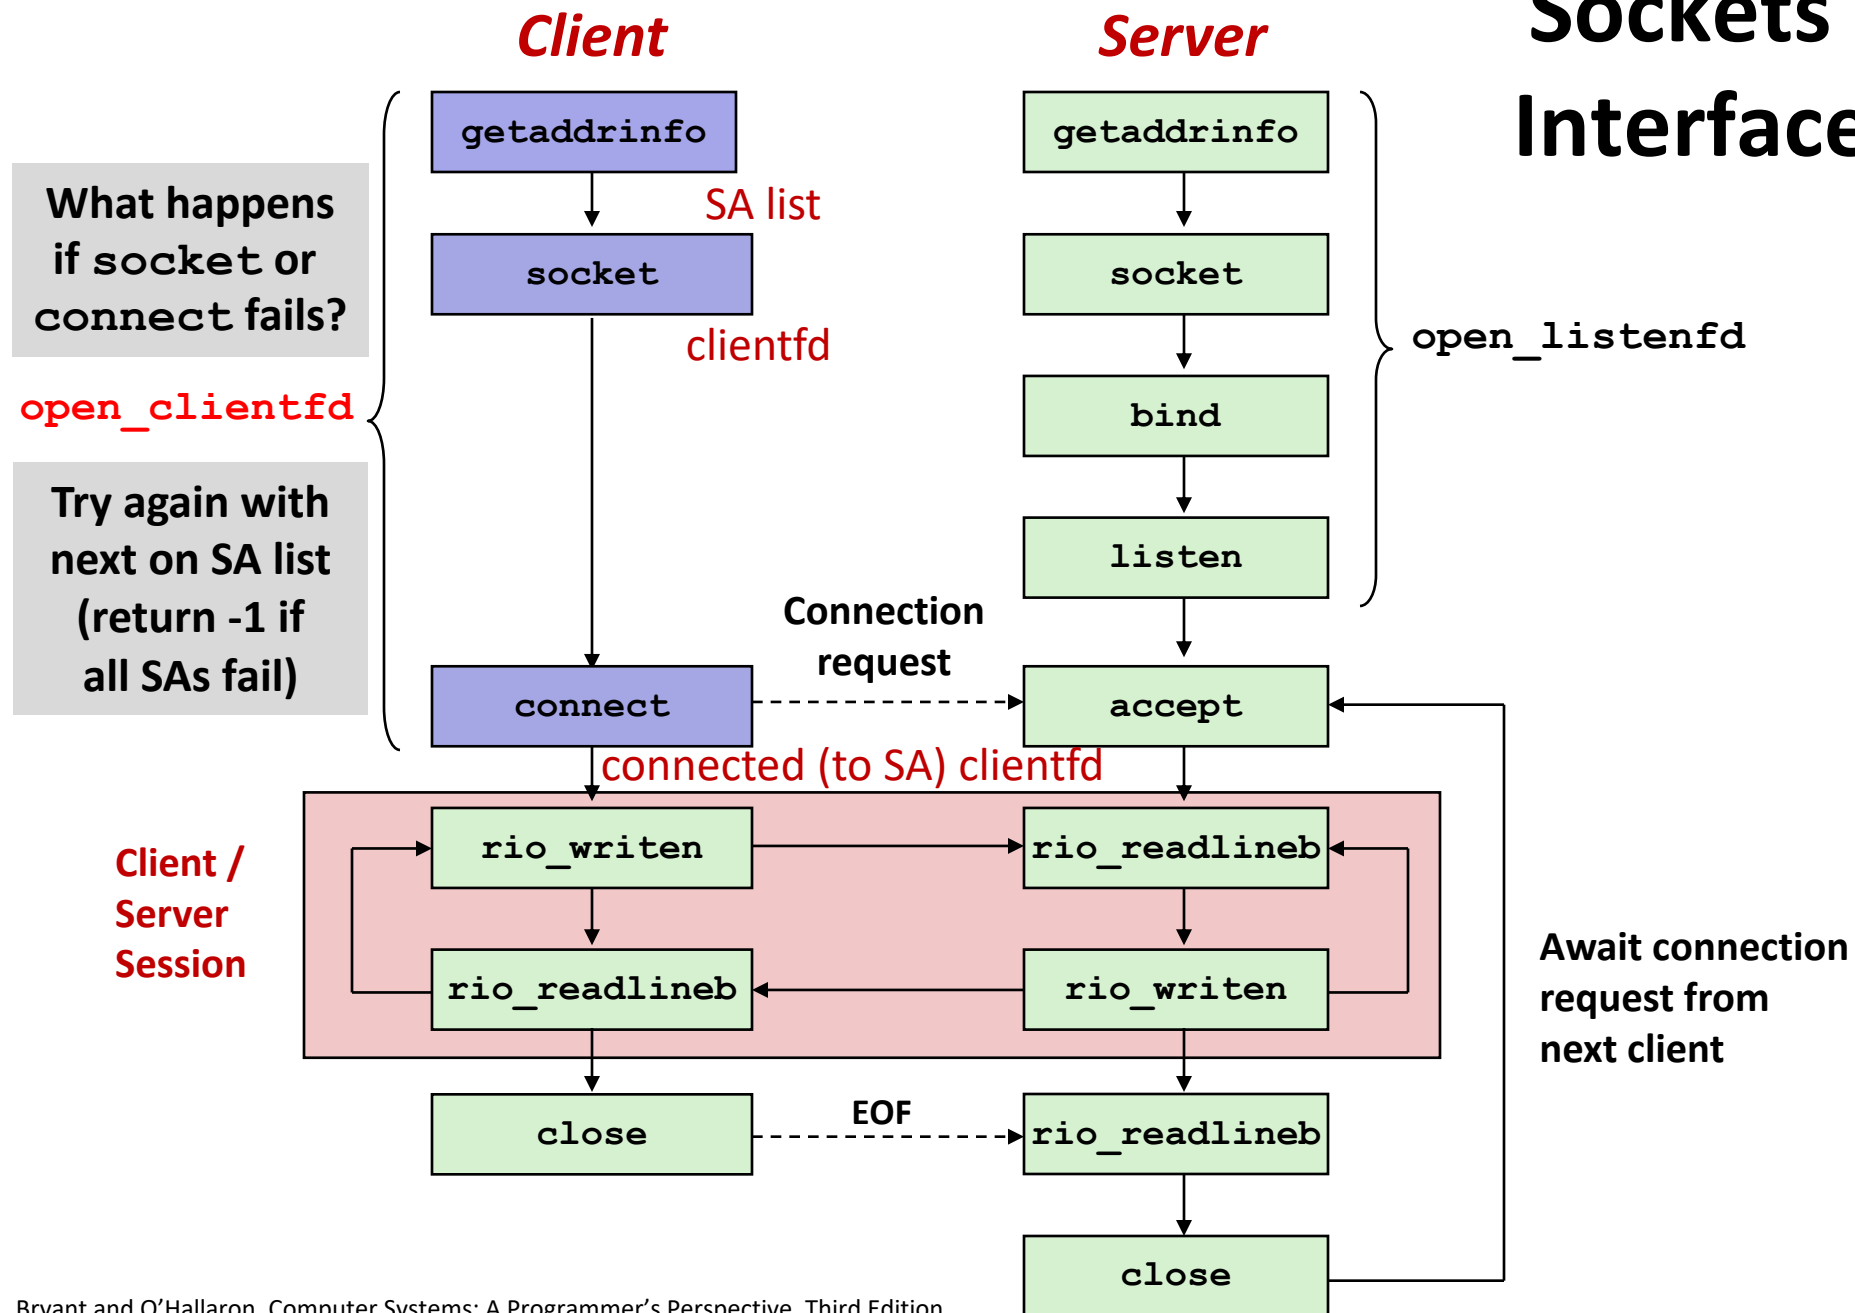 Client
Server
Sockets
Interface
getaddrinfo
getaddrinfo
What happens
if socket or
connect fails?
SA list
socket
socket
clientfd
open_listenfd
open_clientfd
bind
Try again with
next on SA list
(return -1 if
all SAs fail)
listen
Connection
request
connect
accept
connected (to SA) clientfd
Client /
Server
Session
rio_writen
rio_readlineb
rio_readlineb
rio_writen
Await connection
request from
next client
close
EOF
rio_readlineb
close
Bryant and O'Hallaron, Computer Systems: A Programmer's Perspective, Third Edition